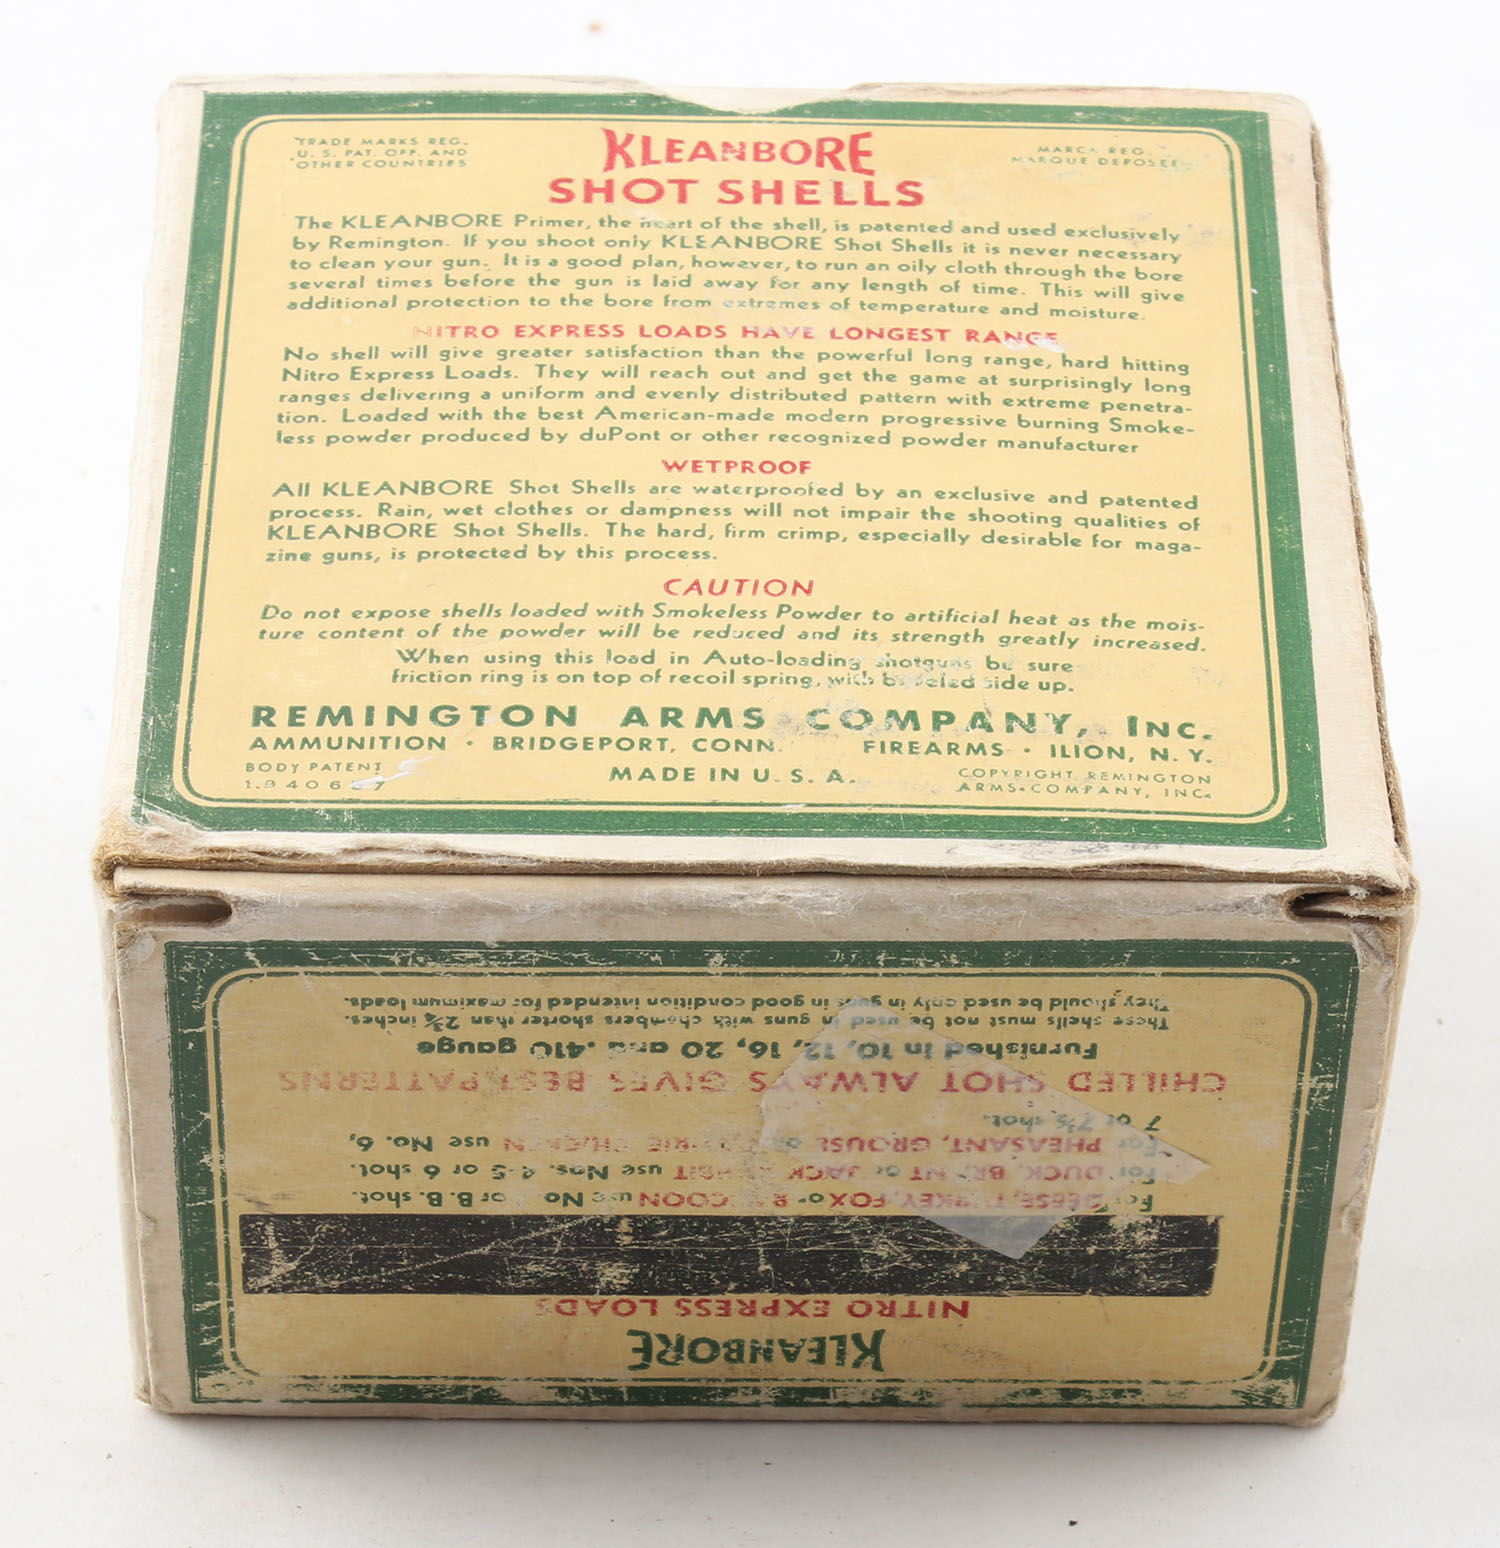 TRADE MARKS REG.
U. S. PAT. OFF. AND
OTHER COUNTRIES
KLEANBORE
MARCA REG.
MARQUE DEPOSEE
SHOT SHELLS
The KLEANBORE Primer, the heart of the shell, is patented and used exclusively
by Remington. If you shoot only KLEANBORE Shot Shells it is never necessary
to clean your gun. It is a good plan, however, to run an oily cloth through the bore
several times before the gun is laid away for any length of time. This will give
additional protection to the bore from extremes of temperature and moisture.
NITRO EXPRESS LOADS HAVE LONGEST RANGE
No shell will give greater satisfaction than the powerful long range, hard hitting
Nitro Express Loads. They will reach out and get the game at surprisingly long
ranges delivering a uniform and evenly distributed pattern with extreme penetra-
tion. Loaded with the best American-made modern progressive burning Smoke-
less powder produced by duPont or other recognized powder manufacturer
WETPROOF
All KLEANBORE Shot Shells are waterproofed by an exclusive and patented
process. Rain, wet clothes or dampness will not impair the shooting qualities of
KLEANBORE Shot Shells. The hard, firm crimp, especially desirable for maga-
zine guns, is protected by this process.
CAUTION
Do not expose shells loaded with Smokeless Powder to artificial heat as the mois-
ture content of the powder will be reduced and its strength greatly increased.
When using this load in Auto-loading shotguns be sure
friction ring is on top of recoil spring, with beveled side up.
REMINGTON ARMS COMPANY, INC.
AMMUNITION · BRIDGEPORT, CONN. FIREARMS · ILION, N. Y.
BODY PATENT
MADE IN U. S. A.
COPYRIGHT, REMINGTON
ARMS COMPANY, INC.
KLEANBORE
NITRO EXPRESS LOADS
For GEESE, TURKEY, FOX or RACCOON use No. or B.B. shot.
For DUCK, BRANT or JACK RABBIT use Nos. 4-5 or 6 shot.
For PHEASANT, GROUSE or PRAIRIE CHICKEN use No. 6,
7 or 7½ shot.
CHILLED SHOT ALWAYS GIVES BEST PATTERNS
Furnished in 10, 12, 16, 20 and .410 gauge
These shells must not be used in guns with chambers shorter than 2¾ inches.
They should be used only in guns in good condition intended for maximum loads.